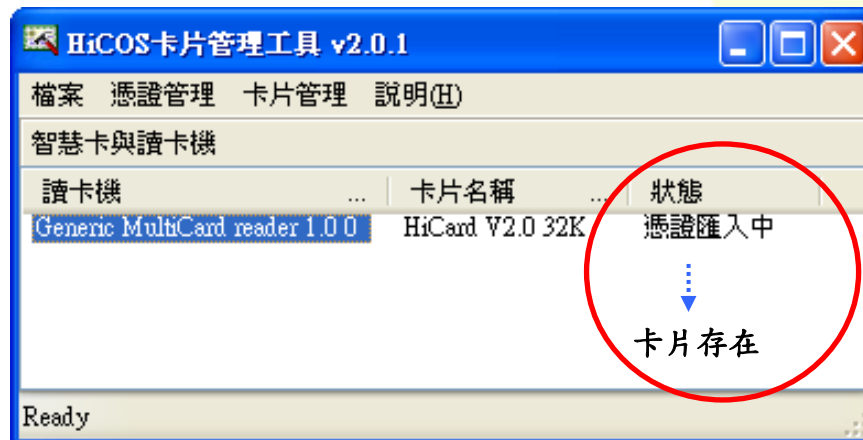 HiCOS卡片管理工具 v2.0.1
檔案 憑證管理 卡片管理 說明(H)
智慧卡與讀卡機
讀卡機 ... 卡片名稱 ... 狀態
Generic MultiCard reader 1.0 0 HiCard V2.0 32K 憑證匯入中
卡片存在
Ready